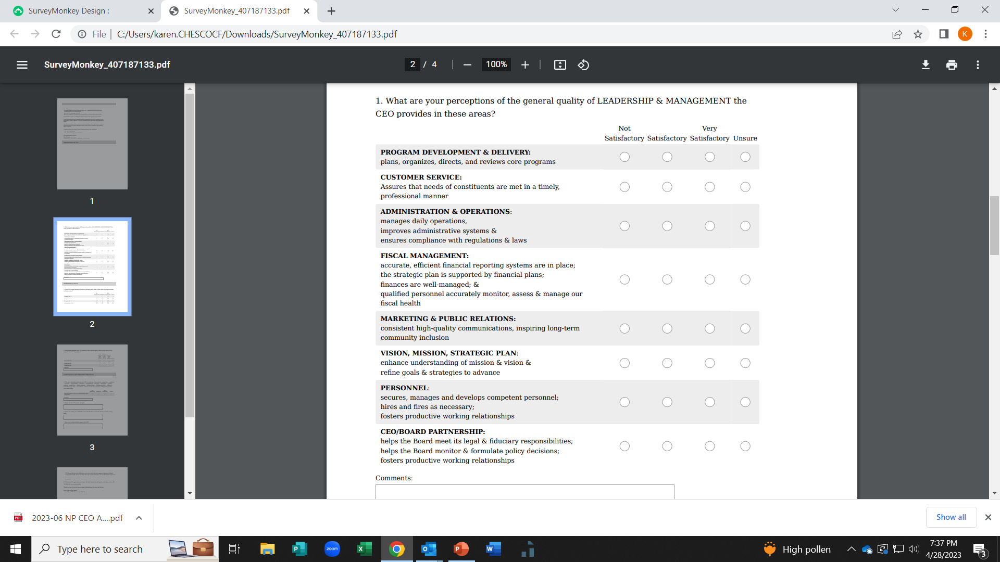 SurveyMonkey Design :
SurveyMonkey_407187133.pdf
File
C:/Users/karen.CHESCOCF/Downloads/SurveyMonkey_407187133.pdf
K
SurveyMonkey_407187133.pdf
2 / 4
100%
1
2
3
1. What are your perceptions of the general quality of LEADERSHIP & MANAGEMENT the
CEO provides in these areas?
Not Very
Satisfactory Satisfactory Satisfactory Unsure
PROGRAM DEVELOPMENT & DELIVERY:
plans, organizes, directs, and reviews core programs
CUSTOMER SERVICE:
Assures that needs of constituents are met in a timely,
professional manner
ADMINISTRATION & OPERATIONS:
manages daily operations,
improves administrative systems &
ensures compliance with regulations & laws
FISCAL MANAGEMENT:
accurate, efficient financial reporting systems are in place;
the strategic plan is supported by financial plans;
finances are well-managed; &
qualified personnel accurately monitor, assess & manage our
fiscal health
MARKETING & PUBLIC RELATIONS:
consistent high-quality communications, inspiring long-term
community inclusion
VISION, MISSION, STRATEGIC PLAN:
enhance understanding of mission & vision &
refine goals & strategies to advance
PERSONNEL:
secures, manages and develops competent personnel;
hires and fires as necessary;
fosters productive working relationships
CEO/BOARD PARTNERSHIP:
helps the Board meet its legal & fiduciary responsibilities;
helps the Board monitor & formulate policy decisions;
fosters productive working relationships
Comments:
PDF
2023-06 NP CEO A....pdf
Show all
Type here to search
P
zoom
X
O
P
W
High pollen
7:37 PM
4/28/2023
3